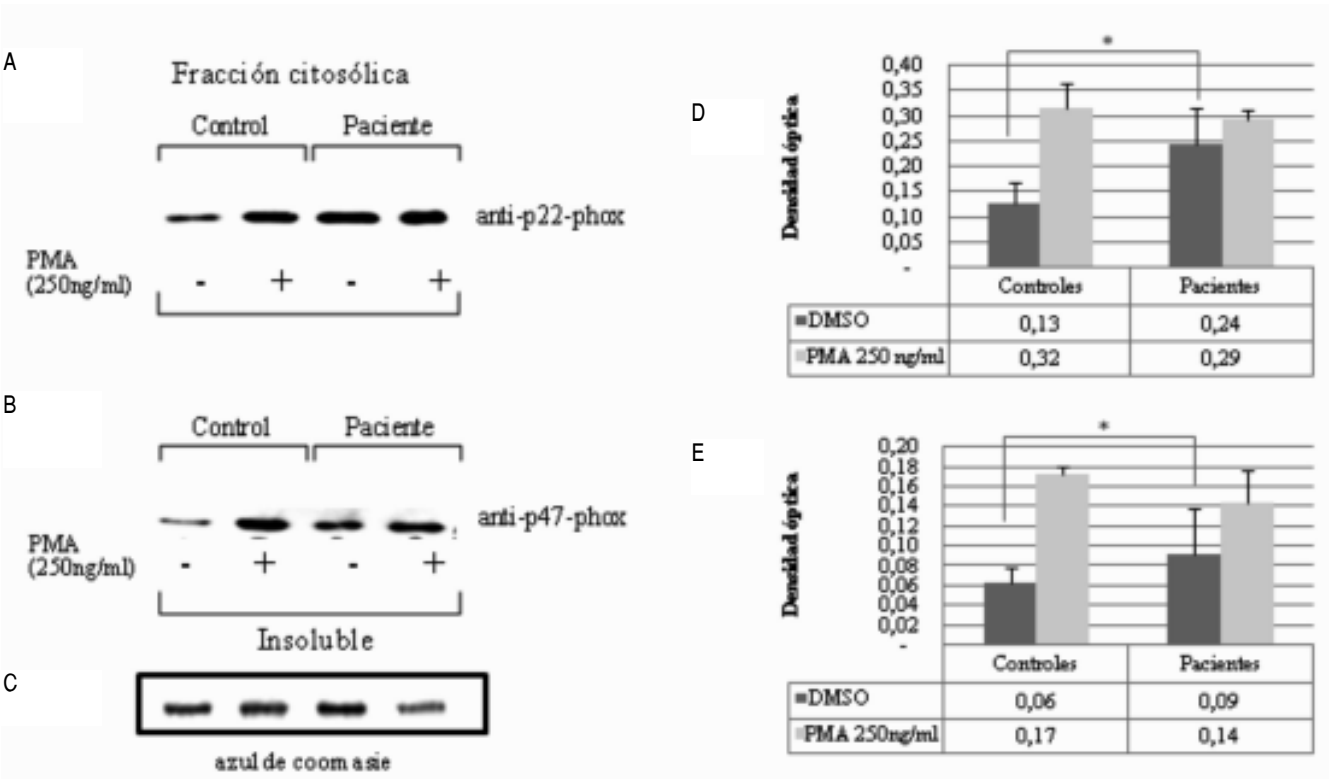 A
Fracción citosólica
Control Paciente
anti-p22-phox
PMA
(250ng/ml) - + - +
B
Control Paciente
anti-p47-phox
PMA
(250ng/ml) - + - +
Insoluble
C
azul de coomasie
D
*
Densidad óptica
0,40
0,35
0,30
0,25
0,20
0,15
0,10
0,05
-
Controles Pacientes
DMSO 0,13 0,24
PMA 250 ng/ml 0,32 0,29
E
*
Densidad óptica
0,20
0,18
0,16
0,14
0,12
0,10
0,08
0,06
0,04
0,02
-
Controles Pacientes
DMSO 0,06 0,09
PMA 250ng/ml 0,17 0,14